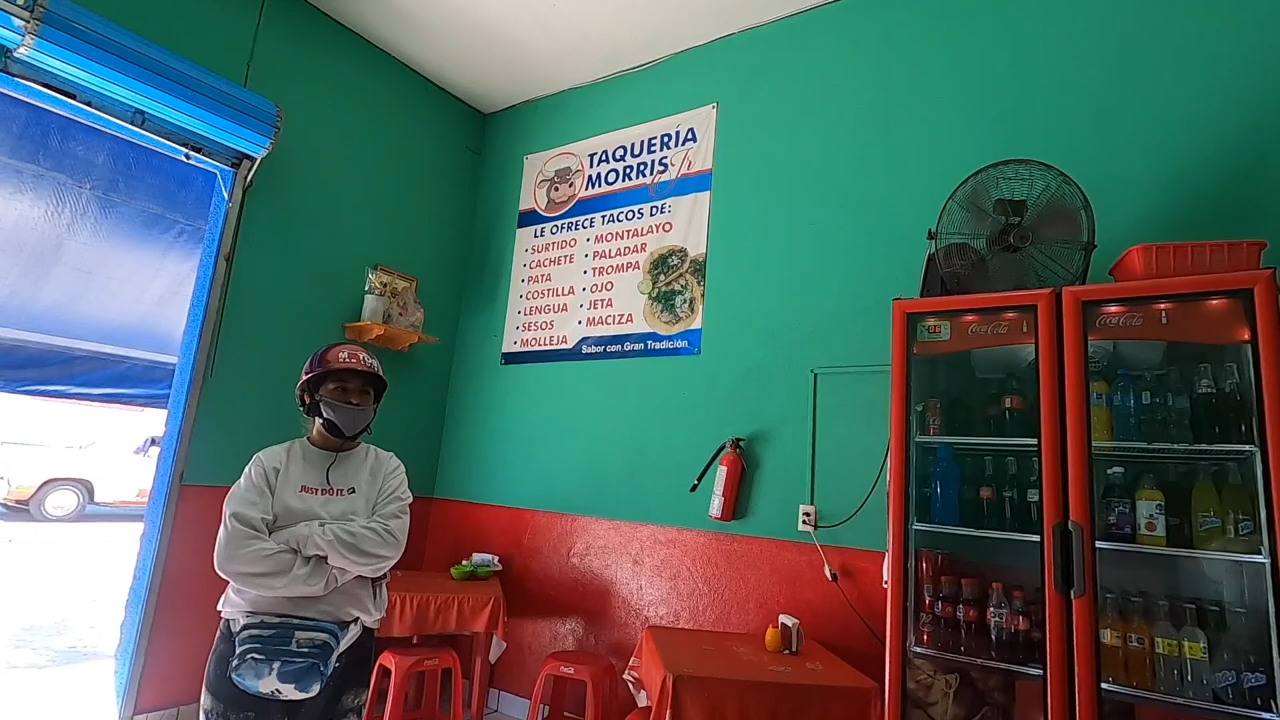 TAQUERÍA
MORRIS Jr
LE OFRECE TACOS DE:
• SURTIDO
• CACHETE
• PATA
• COSTILLA
• LENGUA
• SESOS
• MOLLEJA
• MONTALAYO
• PALADAR
• TROMPA
• OJO
• JETA
• MACIZA
Sabor con Gran Tradición
JUST DO IT.
06
Coca-Cola
Coca-Cola